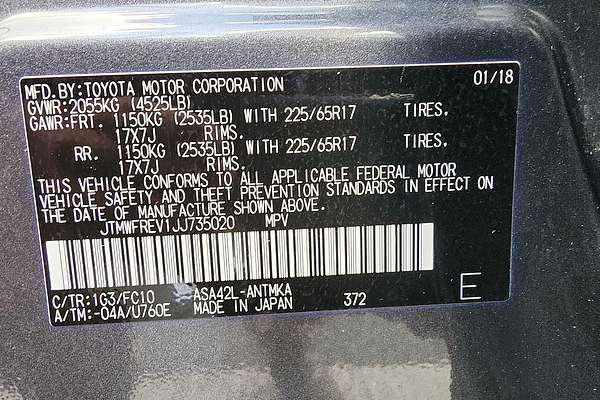 MFD.BY:TOYOTA MOTOR CORPORATION 01/18
GVWR:2055KG (4525LB)
GAWR:FRT. 1150KG (2535LB) WITH 225/65R17 TIRES.
17X7J RIMS.
RR. 1150KG (2535LB) WITH 225/65R17 TIRES.
17X7J RIMS.
THIS VEHICLE CONFORMS TO ALL APPLICABLE FEDERAL MOTOR
VEHICLE SAFETY AND THEFT PREVENTION STANDARDS IN EFFECT ON
THE DATE OF MANUFACTURE SHOWN ABOVE.
JTMWFREV1JJ735020 MPV
C/TR:1G3/FC10 ASA42L-ANTMKA
A/TM:-04A/U760E MADE IN JAPAN 372 E